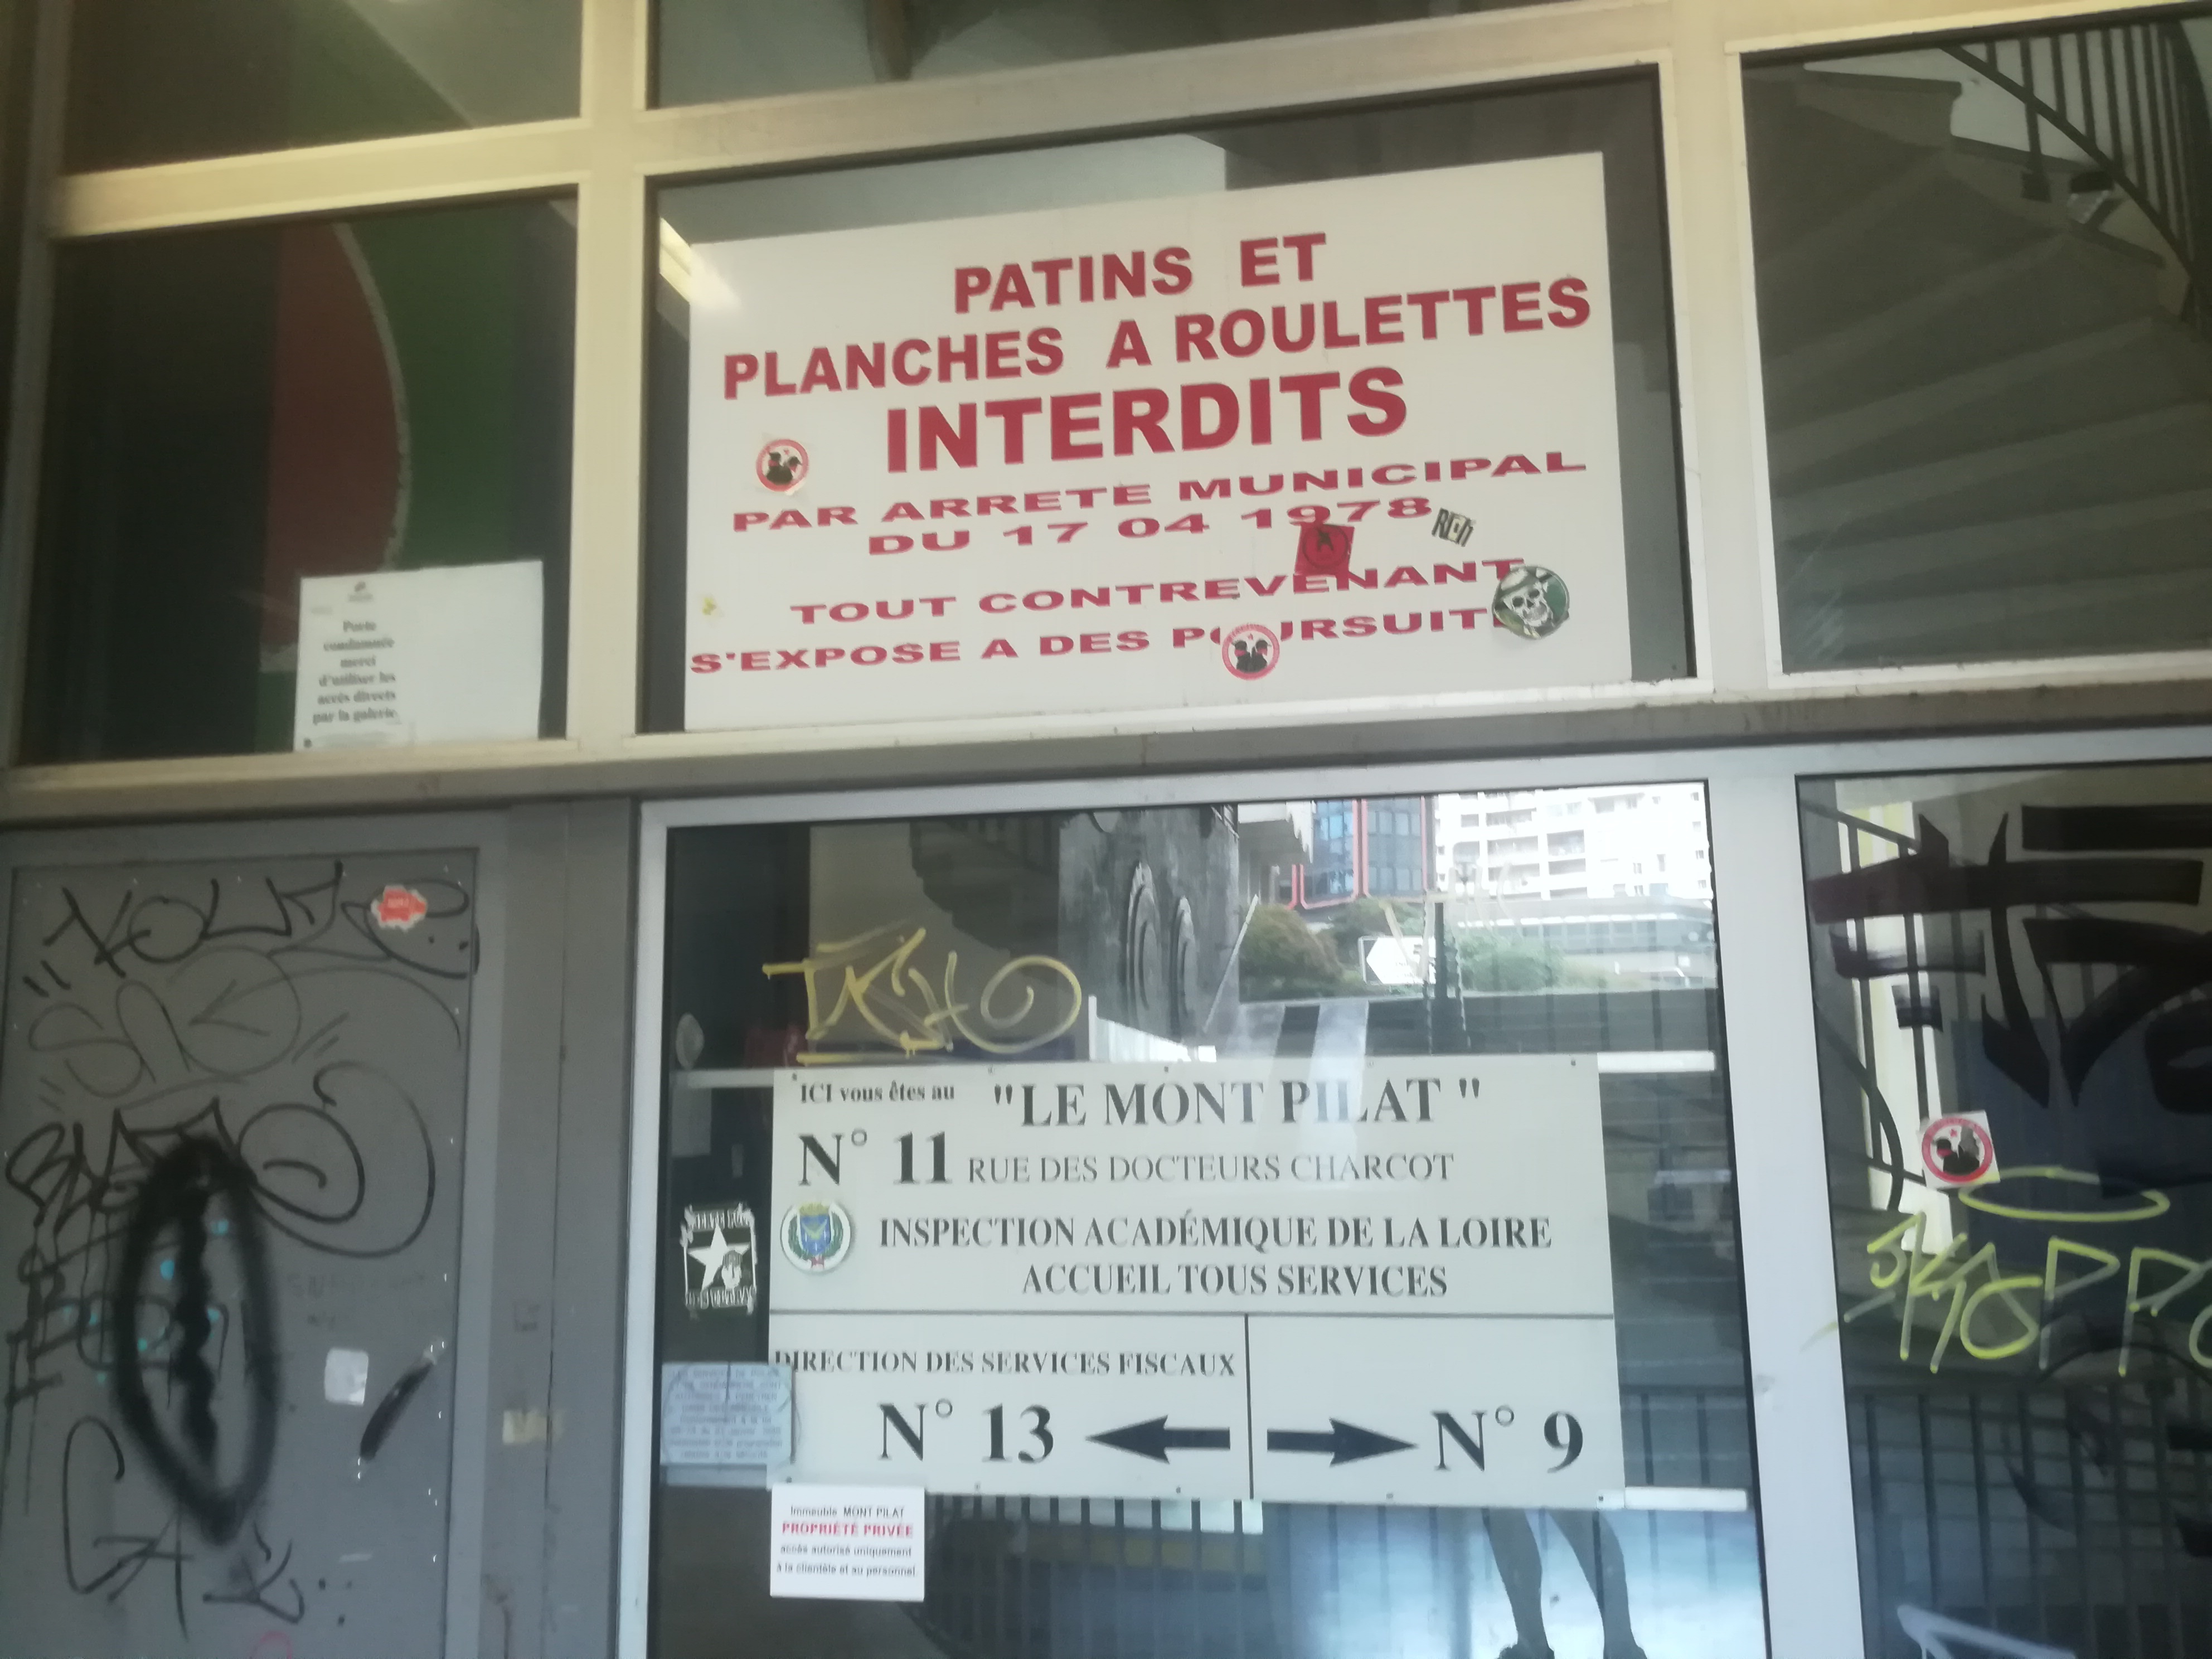 PATINS ET
PLANCHES A ROULETTES
INTERDITS
PAR ARRETE MUNICIPAL
DU 17 04 1978
REH
TOUT CONTREVENANT
S'EXPOSE A DES POURSUITES
Porte
condamnée
merci
d'utiliser les
accès directs
par la galerie.
ICI vous êtes au "LE MONT PILAT"
N° 11 RUE DES DOCTEURS CHARCOT
INSPECTION ACADÉMIQUE DE LA LOIRE
ACCUEIL TOUS SERVICES
DIRECTION DES SERVICES FISCAUX
N° 13
N° 9
Immeuble MONT PILAT
PROPRIÉTÉ PRIVÉE
accès autorisé uniquement
à la clientèle et au personnel